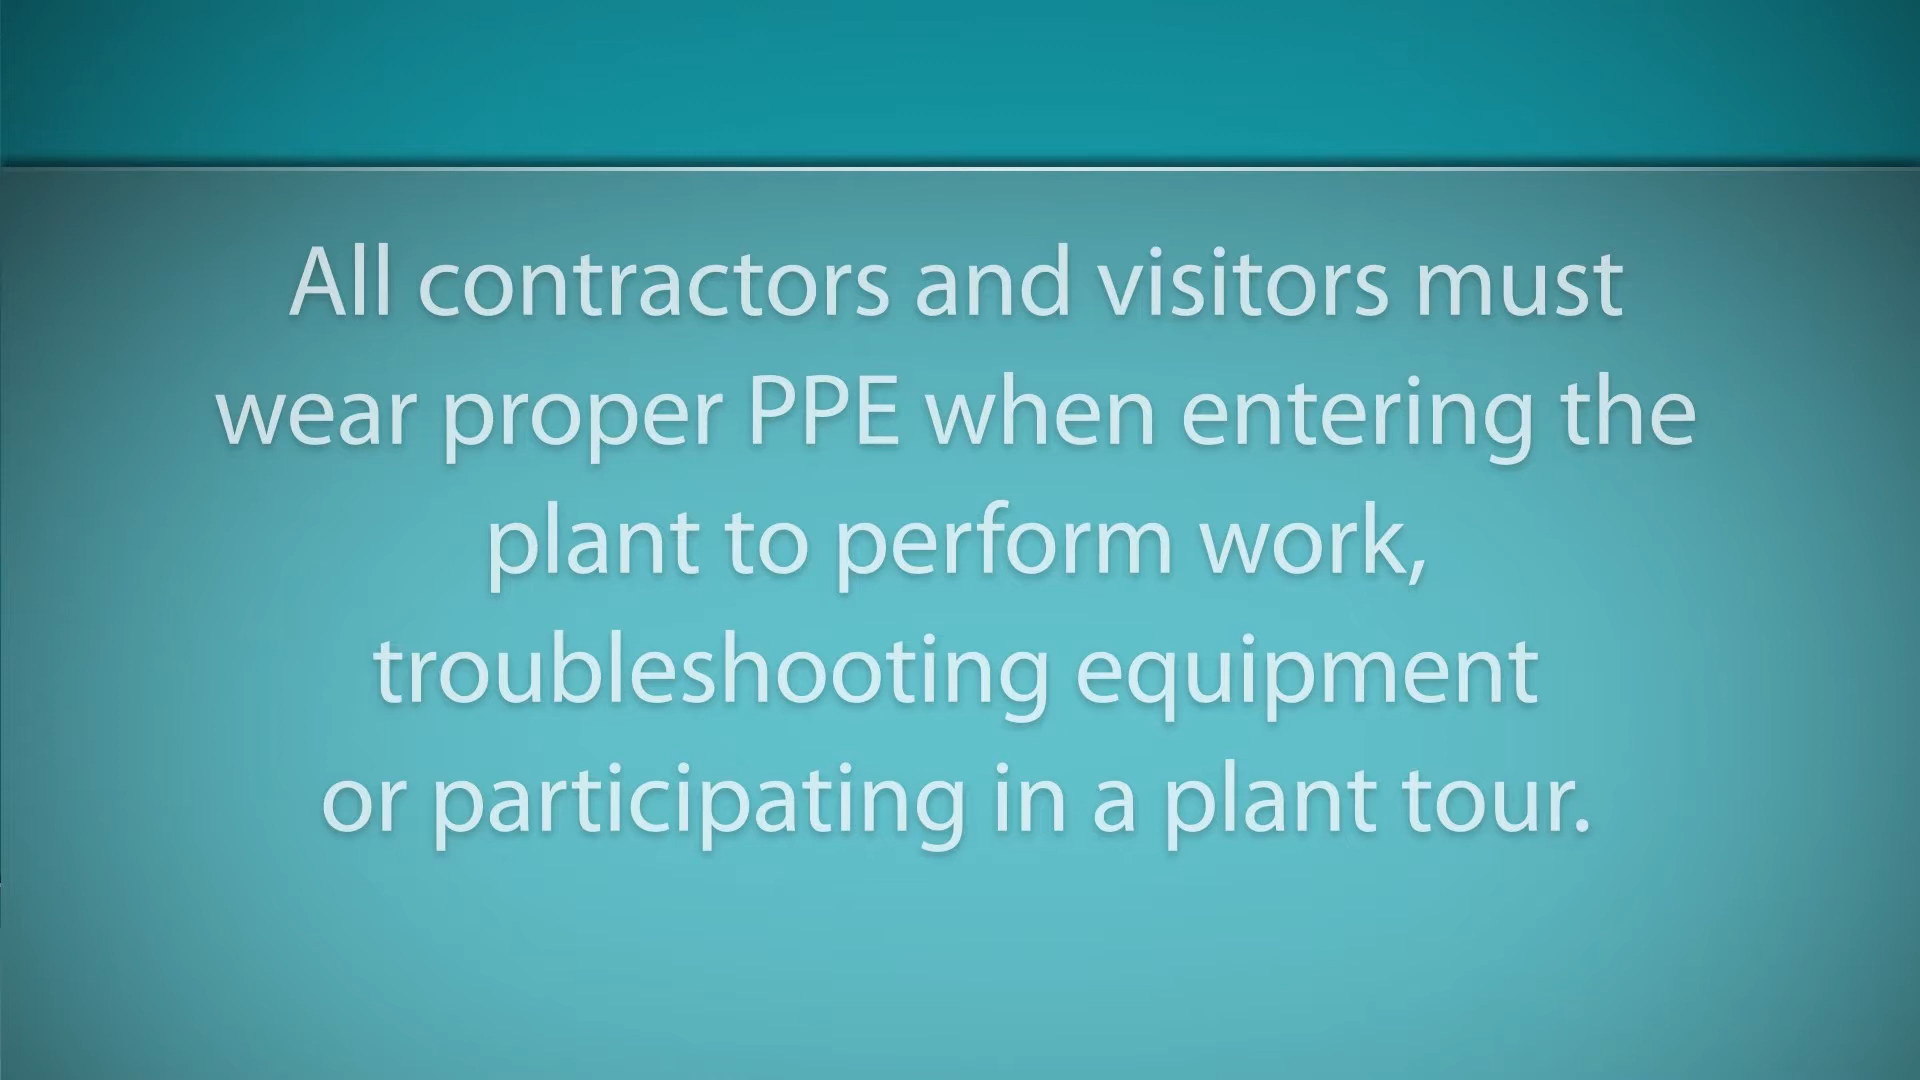 All contractors and visitors must
wear proper PPE when entering the
plant to perform work,
troubleshooting equipment
or participating in a plant tour.